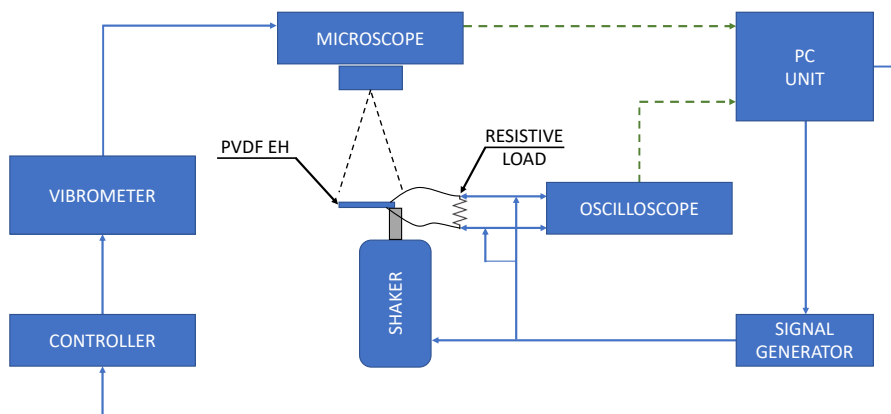 MICROSCOPE
PC
UNIT
PVDF EH
RESISTIVE
LOAD
VIBROMETER
OSCILLOSCOPE
SHAKER
CONTROLLER
SIGNAL
GENERATOR